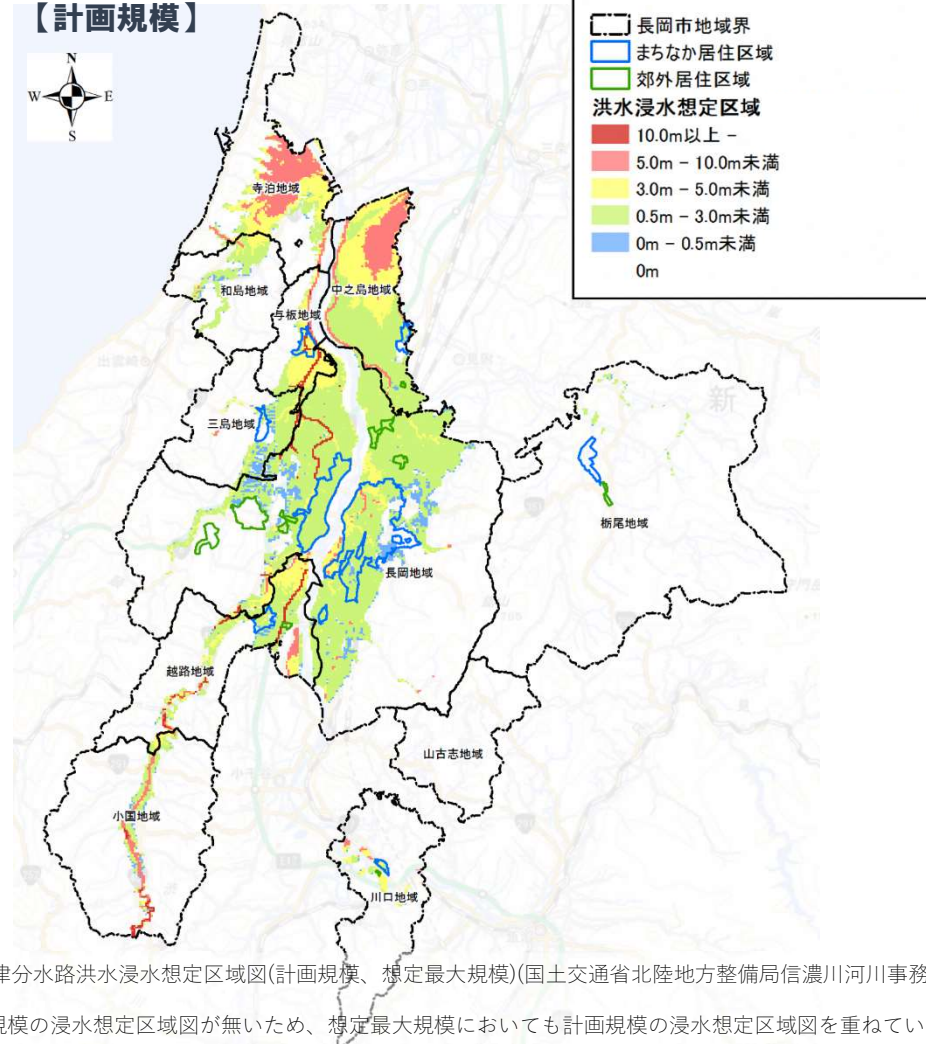 【計画規模】
N
W E
S
長岡市地域界
まちなか居住区域
郊外居住区域
洪水浸水想定区域
10.0m以上 -
5.0m - 10.0m未満
3.0m - 5.0m未満
0.5m - 3.0m未満
0m - 0.5m未満
0m
寺泊地域
和島地域
中之島地域
与板地域
三島地域
新
栃尾地域
長岡地域
越路地域
山古志地域
小国地域
川口地域
津分水路洪水浸水想定区域図(計画規模、想定最大規模)(国土交通省北陸地方整備局信濃川河川事務
規模の浸水想定区域図が無いため、想定最大規模においても計画規模の浸水想定区域図を重ねてい